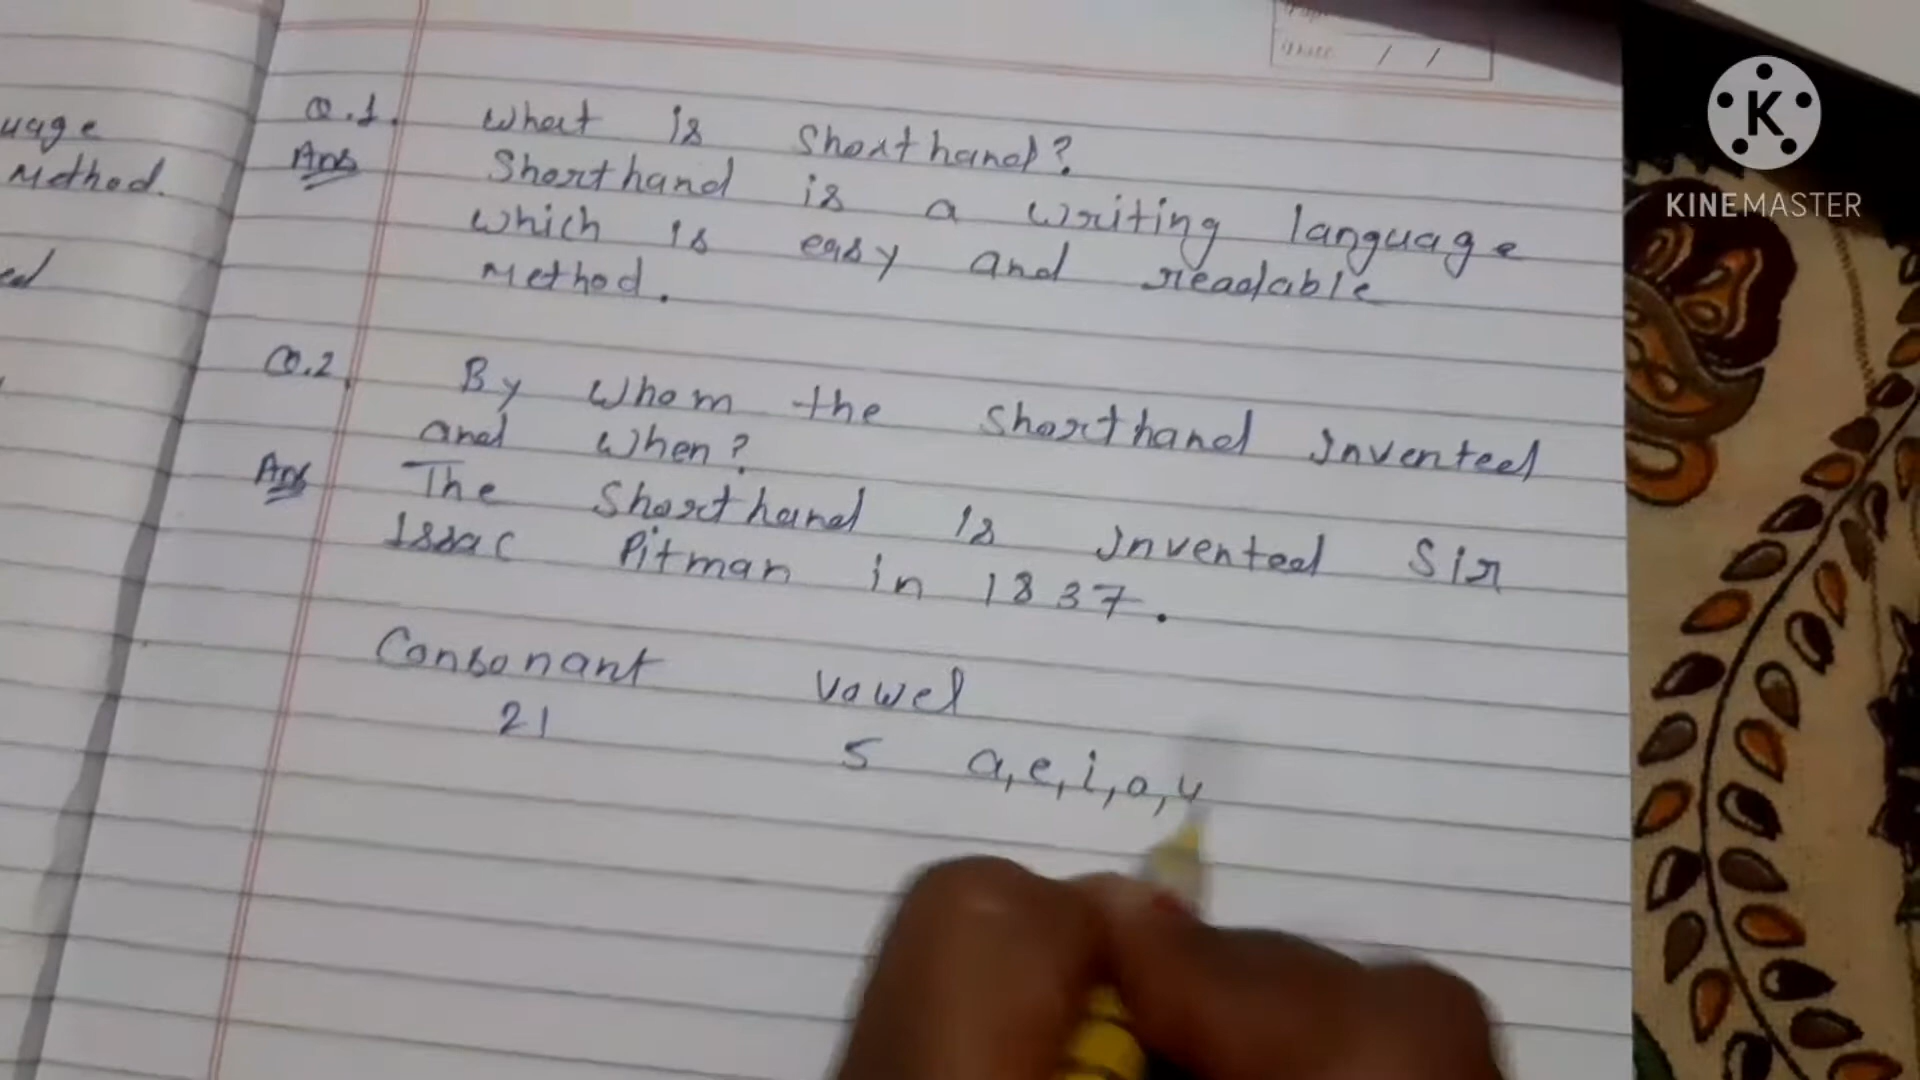 uage
Method.
ed
Q.1. What is Shorthand?
Ans Shorthand is a writing language
which is easy and readable
Method.
Q.2. By Whom the Shorthand Invented
and When?
Ans The Shorthand is Invented Sir
Issac Pitman in 1837.
Consonant Vowel
21 5 a, e, i, o, u
/ /
K
KINEMASTER